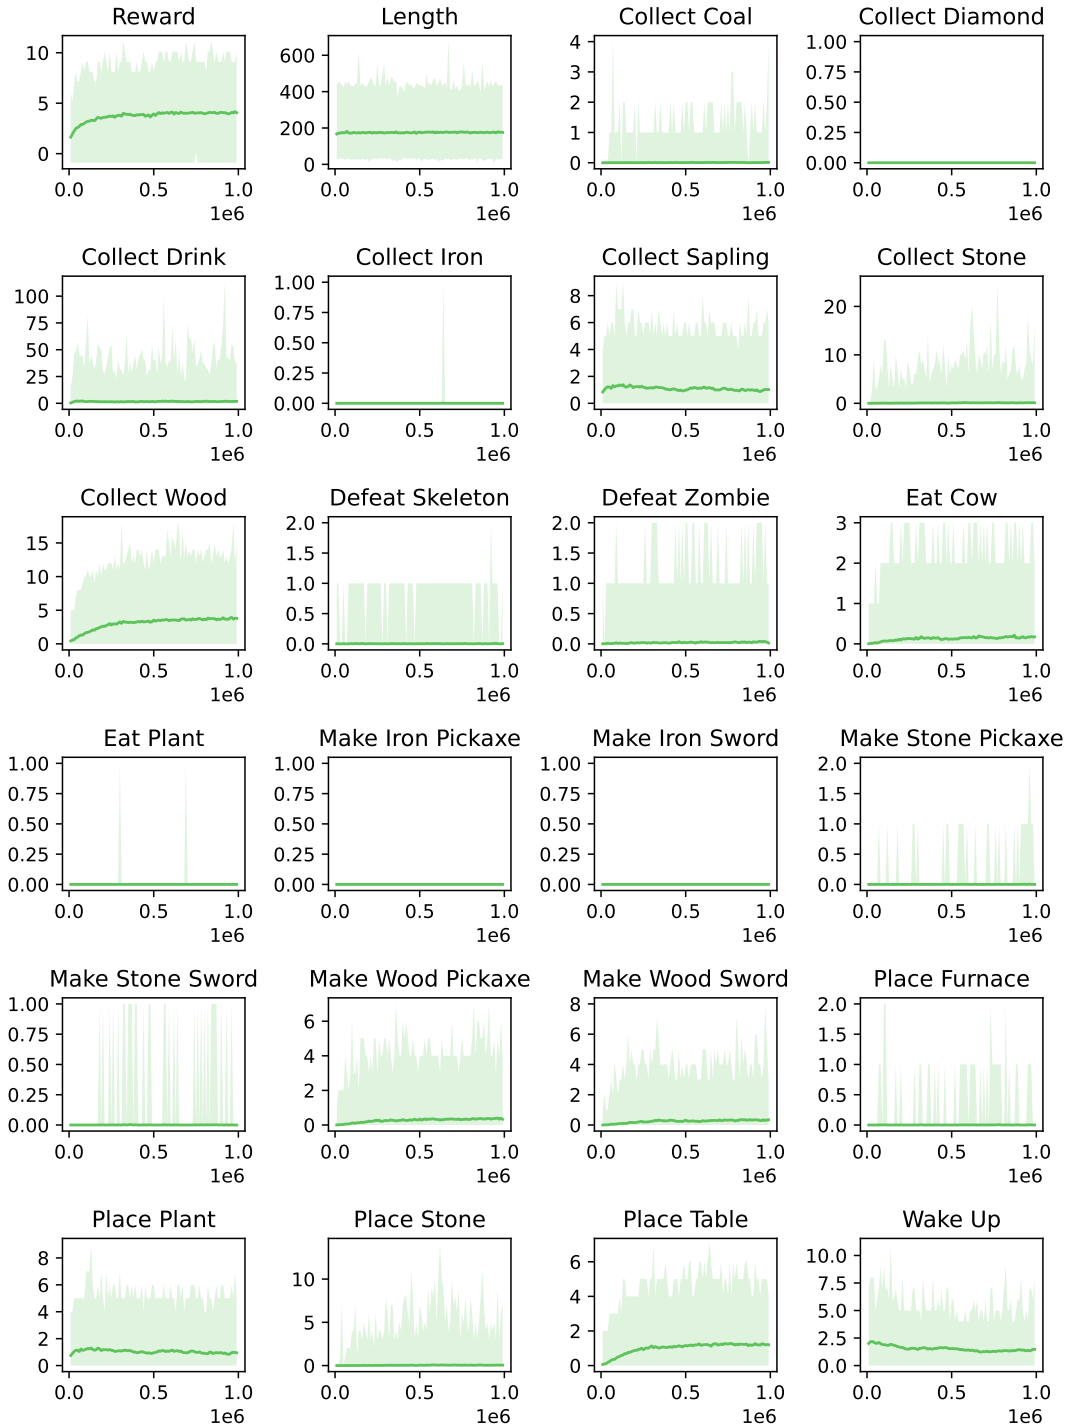 Reward Length Collect Coal Collect Diamond
10
5
0
0.0 0.5 1.0
1e6
600
400
200
0
0.0 0.5 1.0
1e6
4
3
2
1
0
0.0 0.5 1.0
1e6
1.00
0.75
0.50
0.25
0.00
0.0 0.5 1.0
1e6
Collect Drink Collect Iron Collect Sapling Collect Stone
100
75
50
25
0
0.0 0.5 1.0
1e6
1.00
0.75
0.50
0.25
0.00
0.0 0.5 1.0
1e6
8
6
4
2
0
0.0 0.5 1.0
1e6
20
10
0
0.0 0.5 1.0
1e6
Collect Wood Defeat Skeleton Defeat Zombie Eat Cow
15
10
5
0
0.0 0.5 1.0
1e6
2.0
1.5
1.0
0.5
0.0
0.0 0.5 1.0
1e6
2.0
1.5
1.0
0.5
0.0
0.0 0.5 1.0
1e6
3
2
1
0
0.0 0.5 1.0
1e6
Eat Plant Make Iron Pickaxe Make Iron Sword Make Stone Pickaxe
1.00
0.75
0.50
0.25
0.00
0.0 0.5 1.0
1e6
1.00
0.75
0.50
0.25
0.00
0.0 0.5 1.0
1e6
1.00
0.75
0.50
0.25
0.00
0.0 0.5 1.0
1e6
2.0
1.5
1.0
0.5
0.0
0.0 0.5 1.0
1e6
Make Stone Sword Make Wood Pickaxe Make Wood Sword Place Furnace
1.00
0.75
0.50
0.25
0.00
0.0 0.5 1.0
1e6
6
4
2
0
0.0 0.5 1.0
1e6
8
6
4
2
0
0.0 0.5 1.0
1e6
2.0
1.5
1.0
0.5
0.0
0.0 0.5 1.0
1e6
Place Plant Place Stone Place Table Wake Up
8
6
4
2
0
0.0 0.5 1.0
1e6
10
5
0
0.0 0.5 1.0
1e6
6
4
2
0
0.0 0.5 1.0
1e6
10.0
7.5
5.0
2.5
0.0
0.0 0.5 1.0
1e6